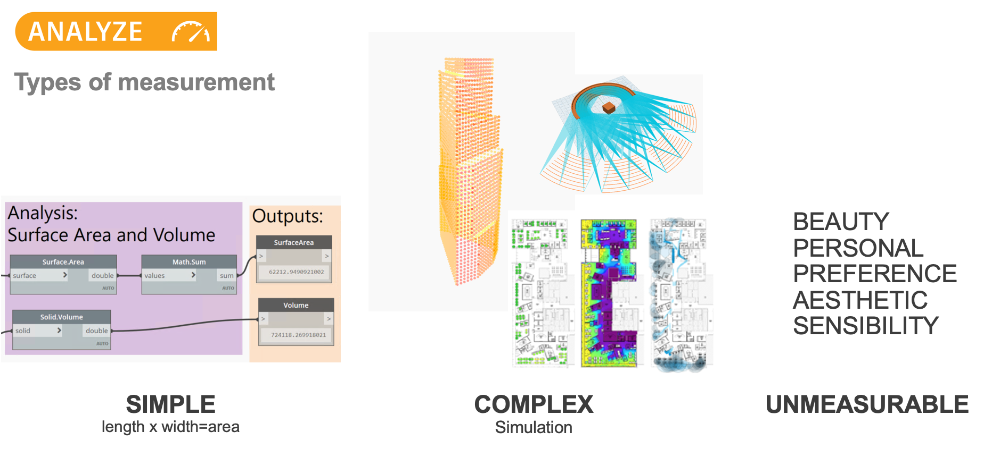 ANALYZE
Types of measurement
Analysis:
Surface Area and Volume
Surface.Area
surface >
double
AUTO
Math.Sum
values >
sum
AUTO
Solid.Volume
solid >
double
AUTO
Outputs:
SurfaceArea
> >
62212.9490921002
Volume
> >
724118.269918021
SIMPLE
length x width=area
COMPLEX
Simulation
BEAUTY
PERSONAL
PREFERENCE
AESTHETIC
SENSIBILITY
UNMEASURABLE